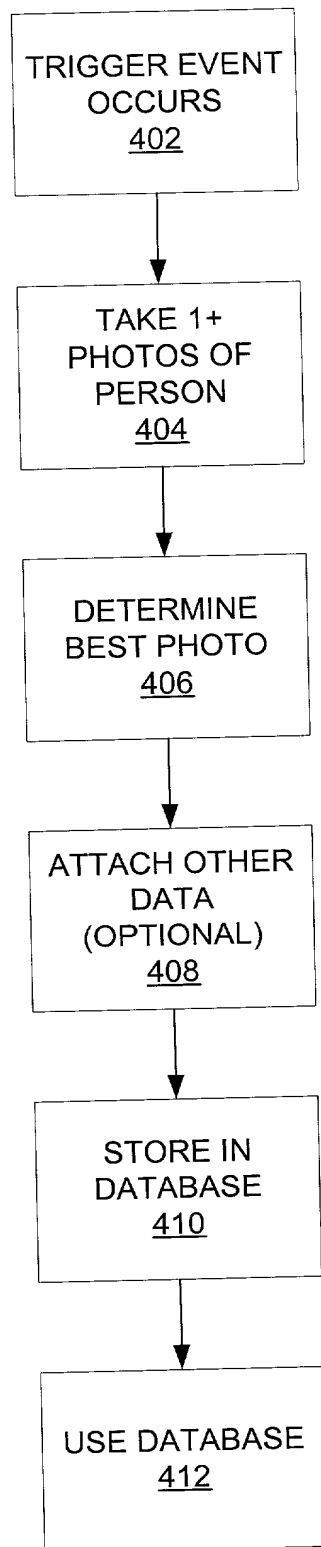 TRIGGER EVENT
OCCURS
402
TAKE 1+
PHOTOS OF
PERSON
404
DETERMINE
BEST PHOTO
406
ATTACH OTHER
DATA
(OPTIONAL)
408
STORE IN
DATABASE
410
USE DATABASE
412